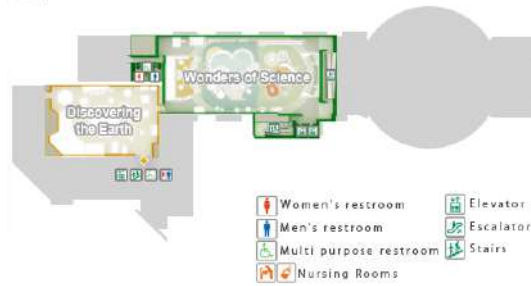 Wonders of Science
Discovering
the Earth
Women's restroom
Men's restroom
Multi purpose restroom
Nursing Rooms
Elevator
Escalator
Stairs